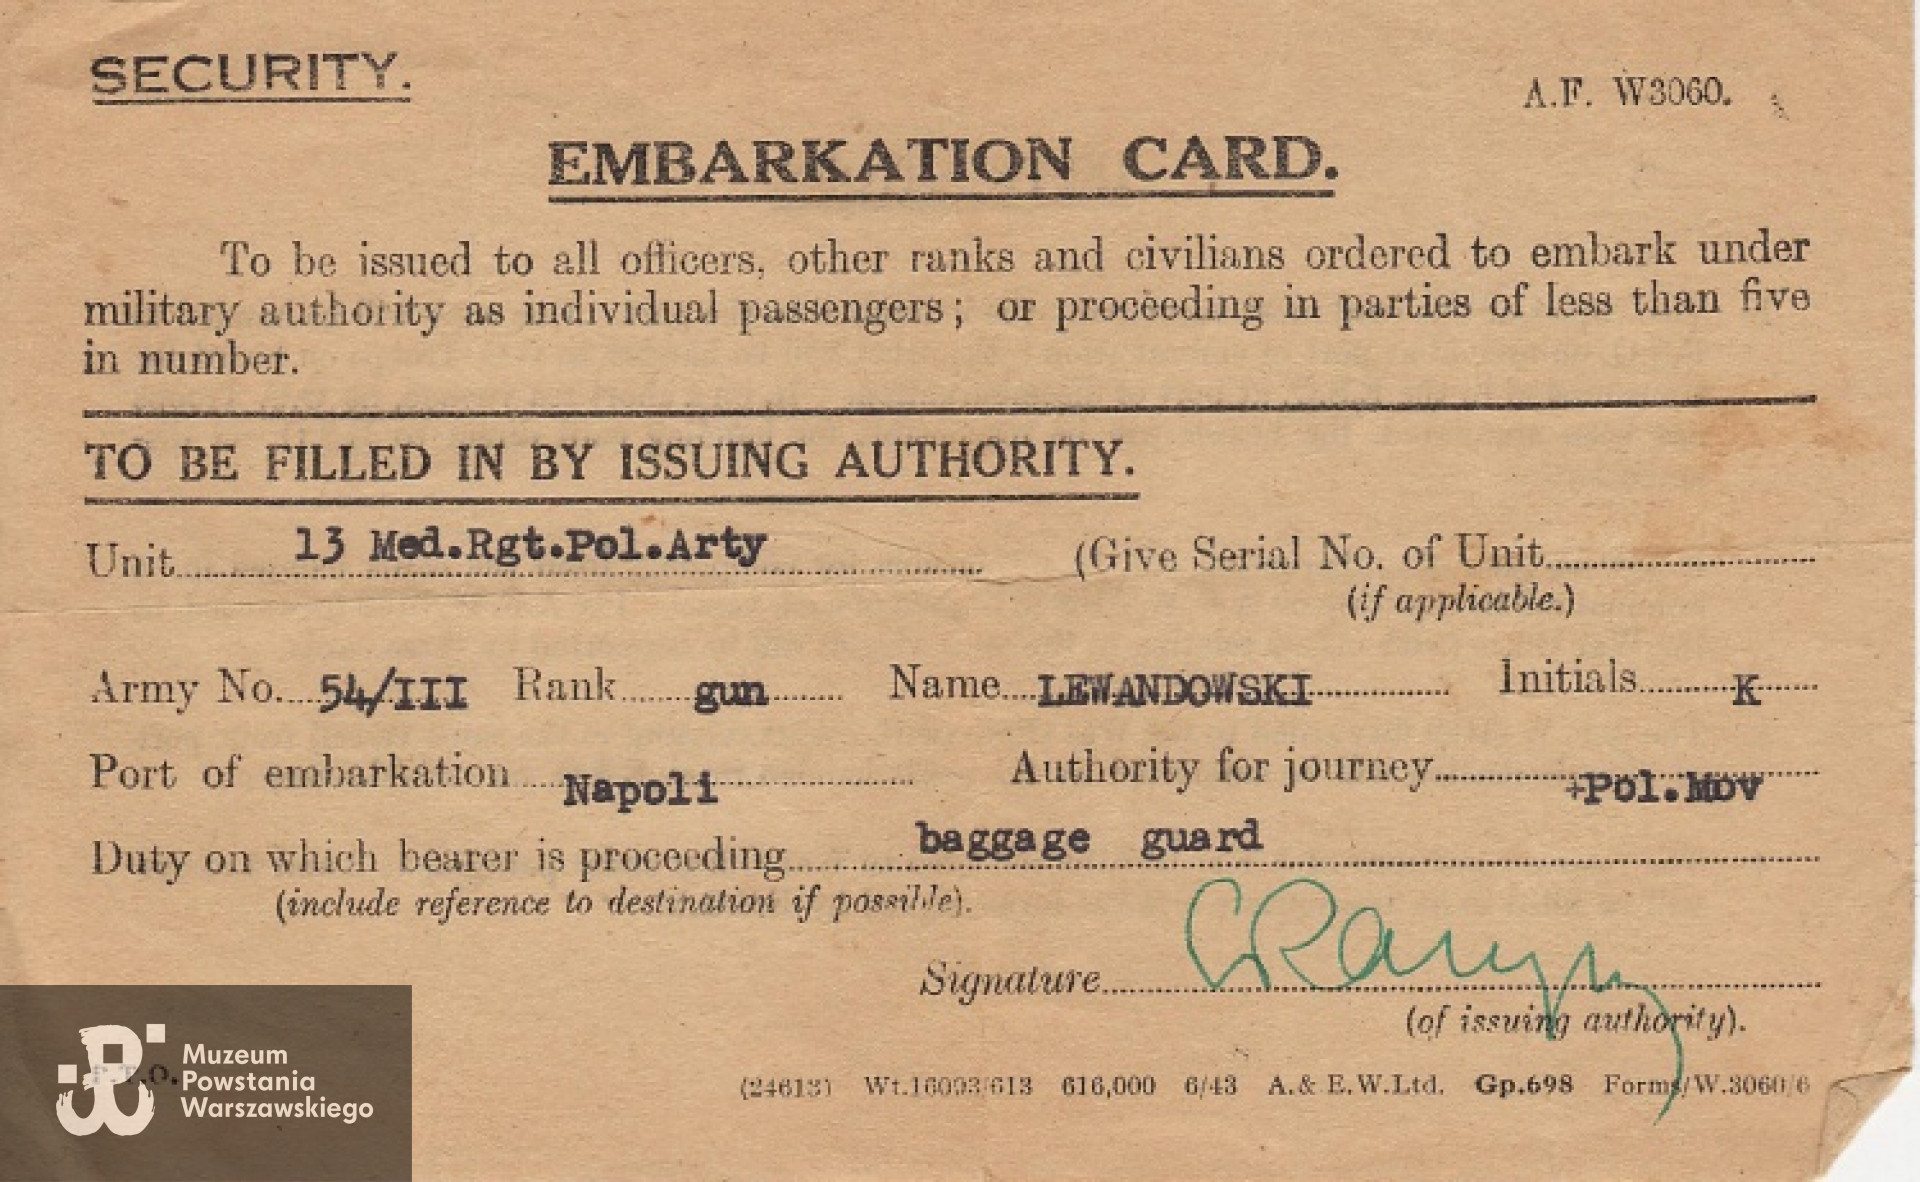 SECURITY.
A.F. W3060.
EMBARKATION CARD.
To be issued to all officers, other ranks and civilians ordered to embark under
military authority as individual passengers; or proceeding in parties of less than five
in number.
TO BE FILLED IN BY ISSUING AUTHORITY.
Unit 13 Med.Rgt.Pol.Arty (Give Serial No. of Unit
(if applicable.)
Army No. 54/III Rank gun Name LEWANDOWSKI Initials K
Port of embarkation Napoli Authority for journey +Pol.Mov
Duty on which bearer is proceeding baggage guard
(include reference to destination if possible).
Signature
(of issuing authority).
P.T.O.
(24613) Wt.16093/613 616,000 6/43 A.& E.W.Ltd. Gp.698 Forms/W.3060/6
Muzeum
Powstania
Warszawskiego